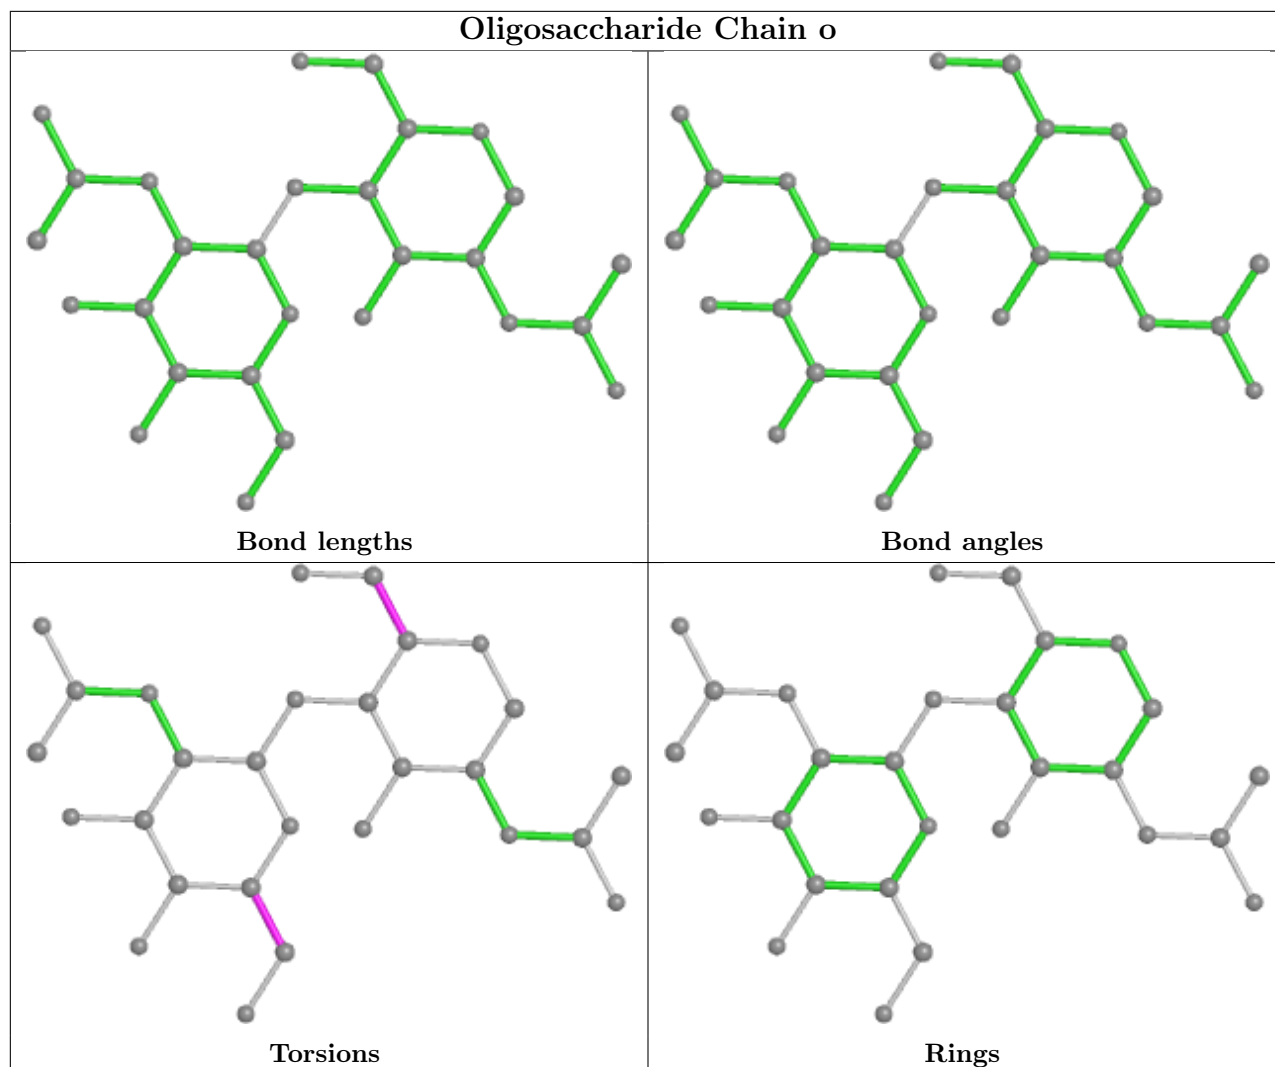 Oligosaccharide Chain o
Bond lengths
Bond angles
Torsions
Rings